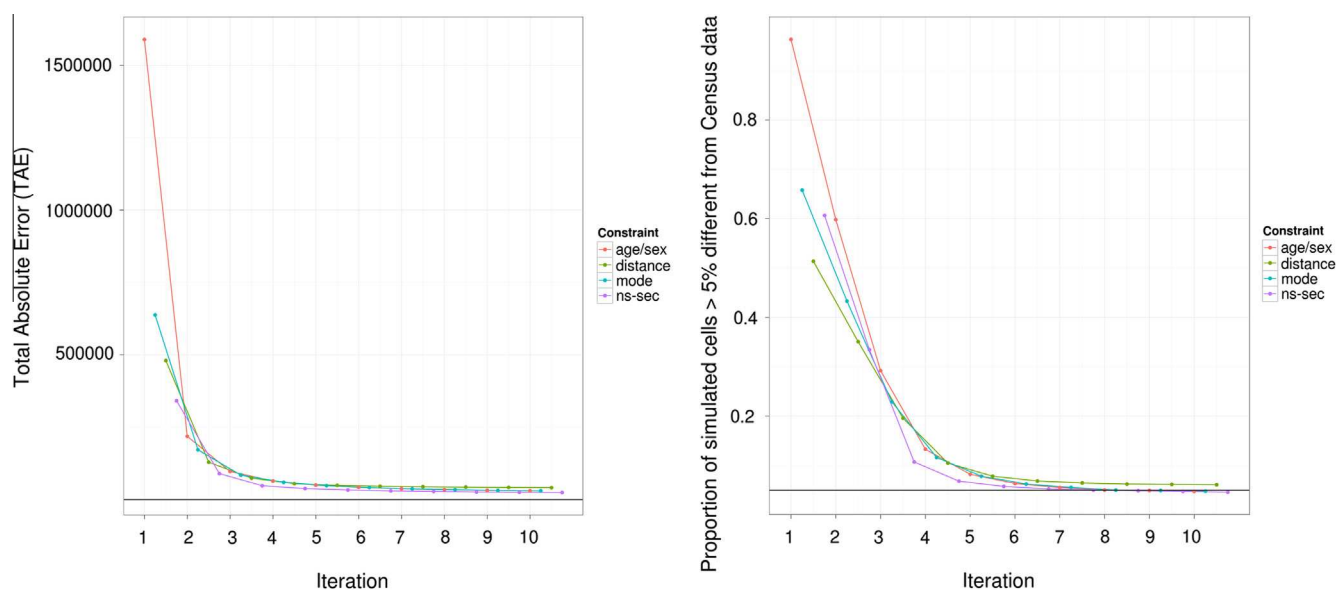 Total Absolute Error (TAE)
1500000
1000000
500000
1 2 3 4 5 6 7 8 9 10
Iteration
Constraint
age/sex
distance
mode
ns-sec
Proportion of simulated cells > 5% different from Census data
0.8
0.6
0.4
0.2
1 2 3 4 5 6 7 8 9 10
Iteration
Constraint
age/sex
distance
mode
ns-sec